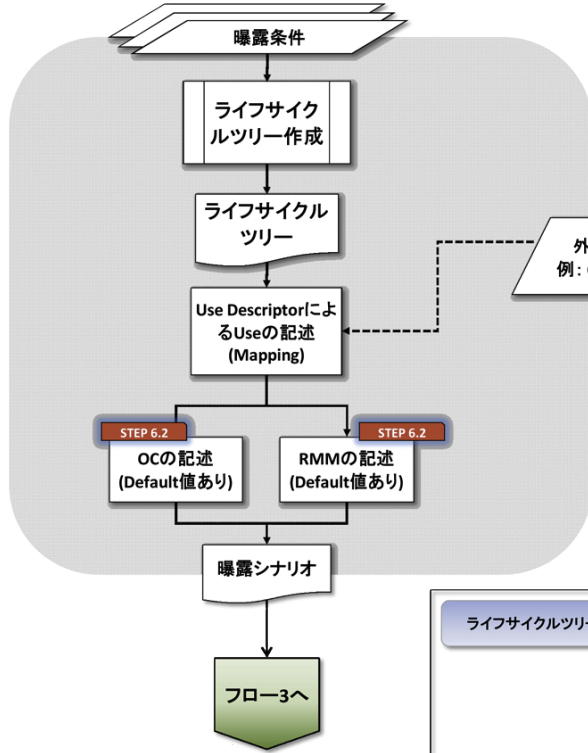 曝露条件
ライフサイク
ルツリー作成
ライフサイクル
ツリー
外
例：
Use Descriptorによ
るUseの記述
(Mapping)
STEP 6.2
STEP 6.2
OCの記述
(Default値あり)
RMMの記述
(Default値あり)
曝露シナリオ
ライフサイクルツリー
フロー3へ